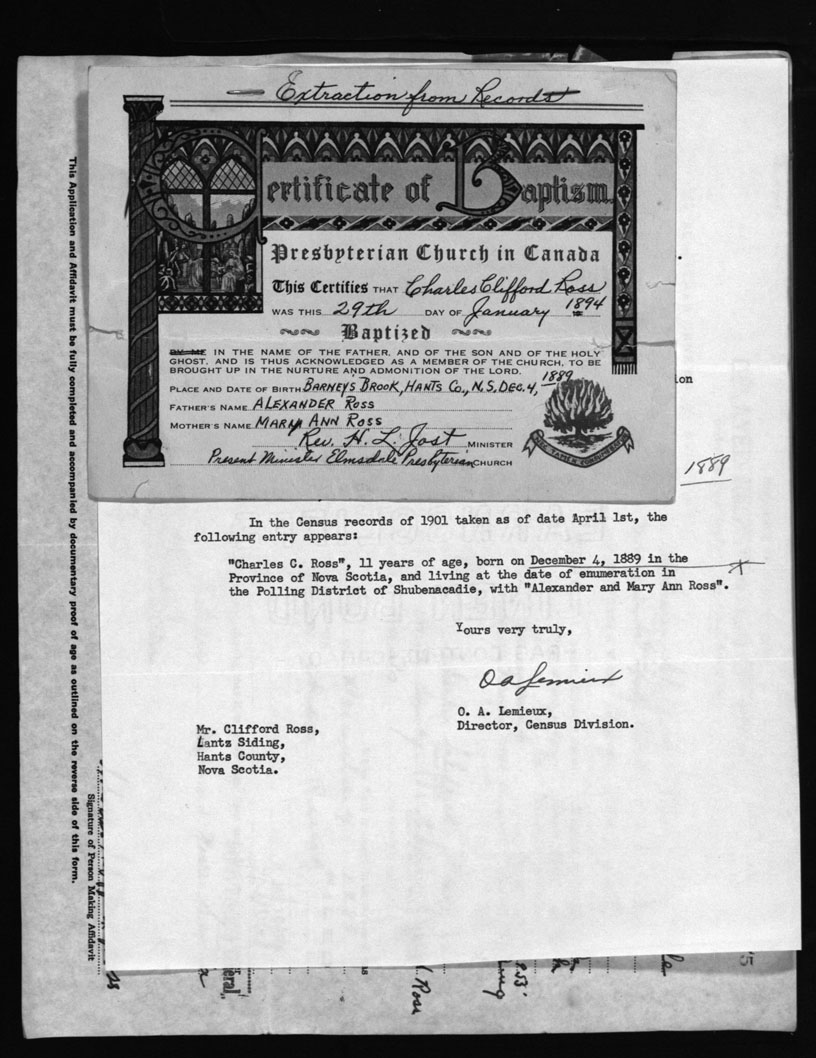 Extraction from Records
Certificate of Baptism.
Presbyterian Church in Canada
This Certifies THAT Charles Clifford Ross
WAS THIS 29th DAY OF January 1894
Baptized
BY ME IN THE NAME OF THE FATHER, AND OF THE SON AND OF THE HOLY
GHOST, AND IS THUS ACKNOWLEDGED AS A MEMBER OF THE CHURCH, TO BE
BROUGHT UP IN THE NURTURE AND ADMONITION OF THE LORD.
PLACE AND DATE OF BIRTH BARNEY'S BROOK, HANTS CO., N.S, DEC. 4, 1889
FATHER'S NAME ALEXANDER ROSS
MOTHER'S NAME MARY ANN ROSS
Rev. H. L. Jost MINISTER
Present Minister Elmsdale Presbyterian CHURCH
ion
1889
In the Census records of 1901 taken as of date April 1st, the
following entry appears:
"Charles C. Ross", 11 years of age, born on December 4, 1889 in the
Province of Nova Scotia, and living at the date of enumeration in
the Polling District of Shubenacadie, with "Alexander and Mary Ann Ross".
Yours very truly,
O A Lemieux
O. A. Lemieux,
Director, Census Division.
Mr. Clifford Ross,
Lantz Siding,
Hants County,
Nova Scotia.
This Application and Affidavit must be fully completed and accompanied by documentary proof of age as outlined on the reverse side of this form.
Signature of Person Making Affidavit